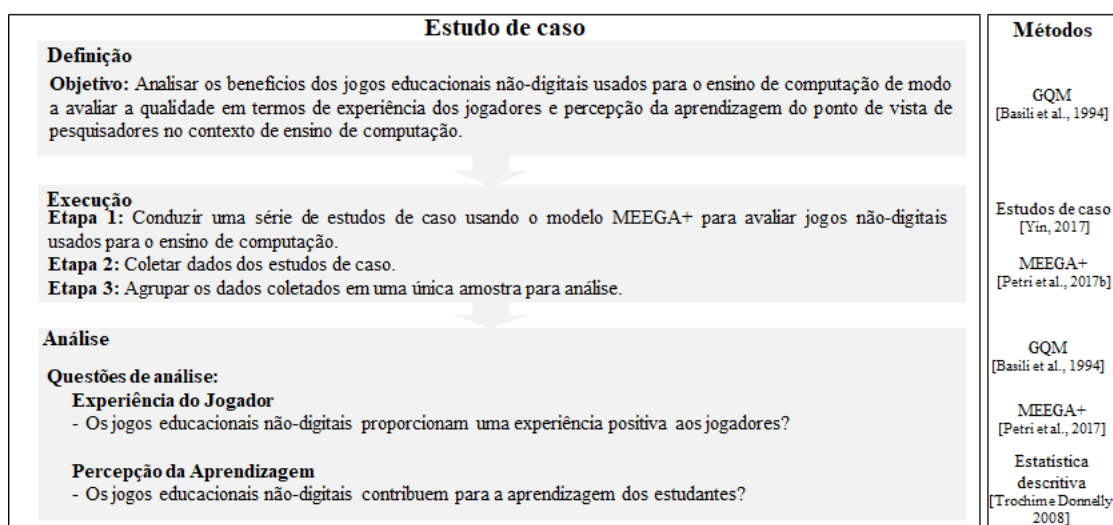 Estudo de caso
Definição
Objetivo: Analisar os benefícios dos jogos educacionais não-digitais usados para o ensino de computação de modo
a avaliar a qualidade em termos de experiência dos jogadores e percepção da aprendizagem do ponto de vista de
pesquisadores no contexto de ensino de computação.
Execução
Etapa 1: Conduzir uma série de estudos de caso usando o modelo MEEGA+ para avaliar jogos não-digitais
usados para o ensino de computação.
Etapa 2: Coletar dados dos estudos de caso.
Etapa 3: Agrupar os dados coletados em uma única amostra para análise.
Análise
Questões de análise:
Experiência do Jogador
- Os jogos educacionais não-digitais proporcionam uma experiência positiva aos jogadores?
Percepção da Aprendizagem
- Os jogos educacionais não-digitais contribuem para a aprendizagem dos estudantes?
Métodos
GQM
[Basili et al., 1994]
Estudos de caso
[Yin, 2017]
MEEGA+
[Petri et al., 2017b]
GQM
[Basili et al., 1994]
MEEGA+
[Petri et al., 2017]
Estatística
descritiva
[Trochim e Donnelly
2008]